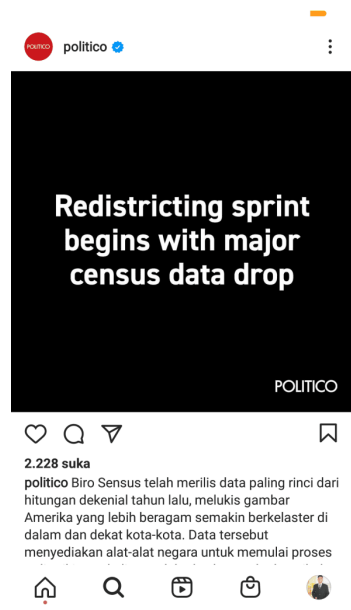 POLITICO
politico
Redistricting sprint
begins with major
census data drop
POLITICO
2.228 suka
politico Biro Sensus telah merilis data paling rinci dari
hitungan dekenial tahun lalu, melukis gambar
Amerika yang lebih beragam semakin berkelaster di
dalam dan dekat kota-kota. Data tersebut
menyediakan alat-alat negara untuk memulai proses